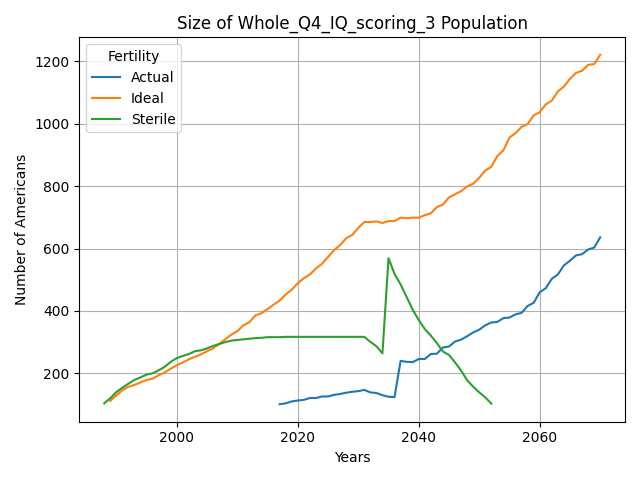 Size of Whole_Q4_IQ_scoring_3 Population
Fertility
Actual
Ideal
Sterile
1200
1000
800
600
400
200
Number of Americans
2000
2020
2040
2060
Years